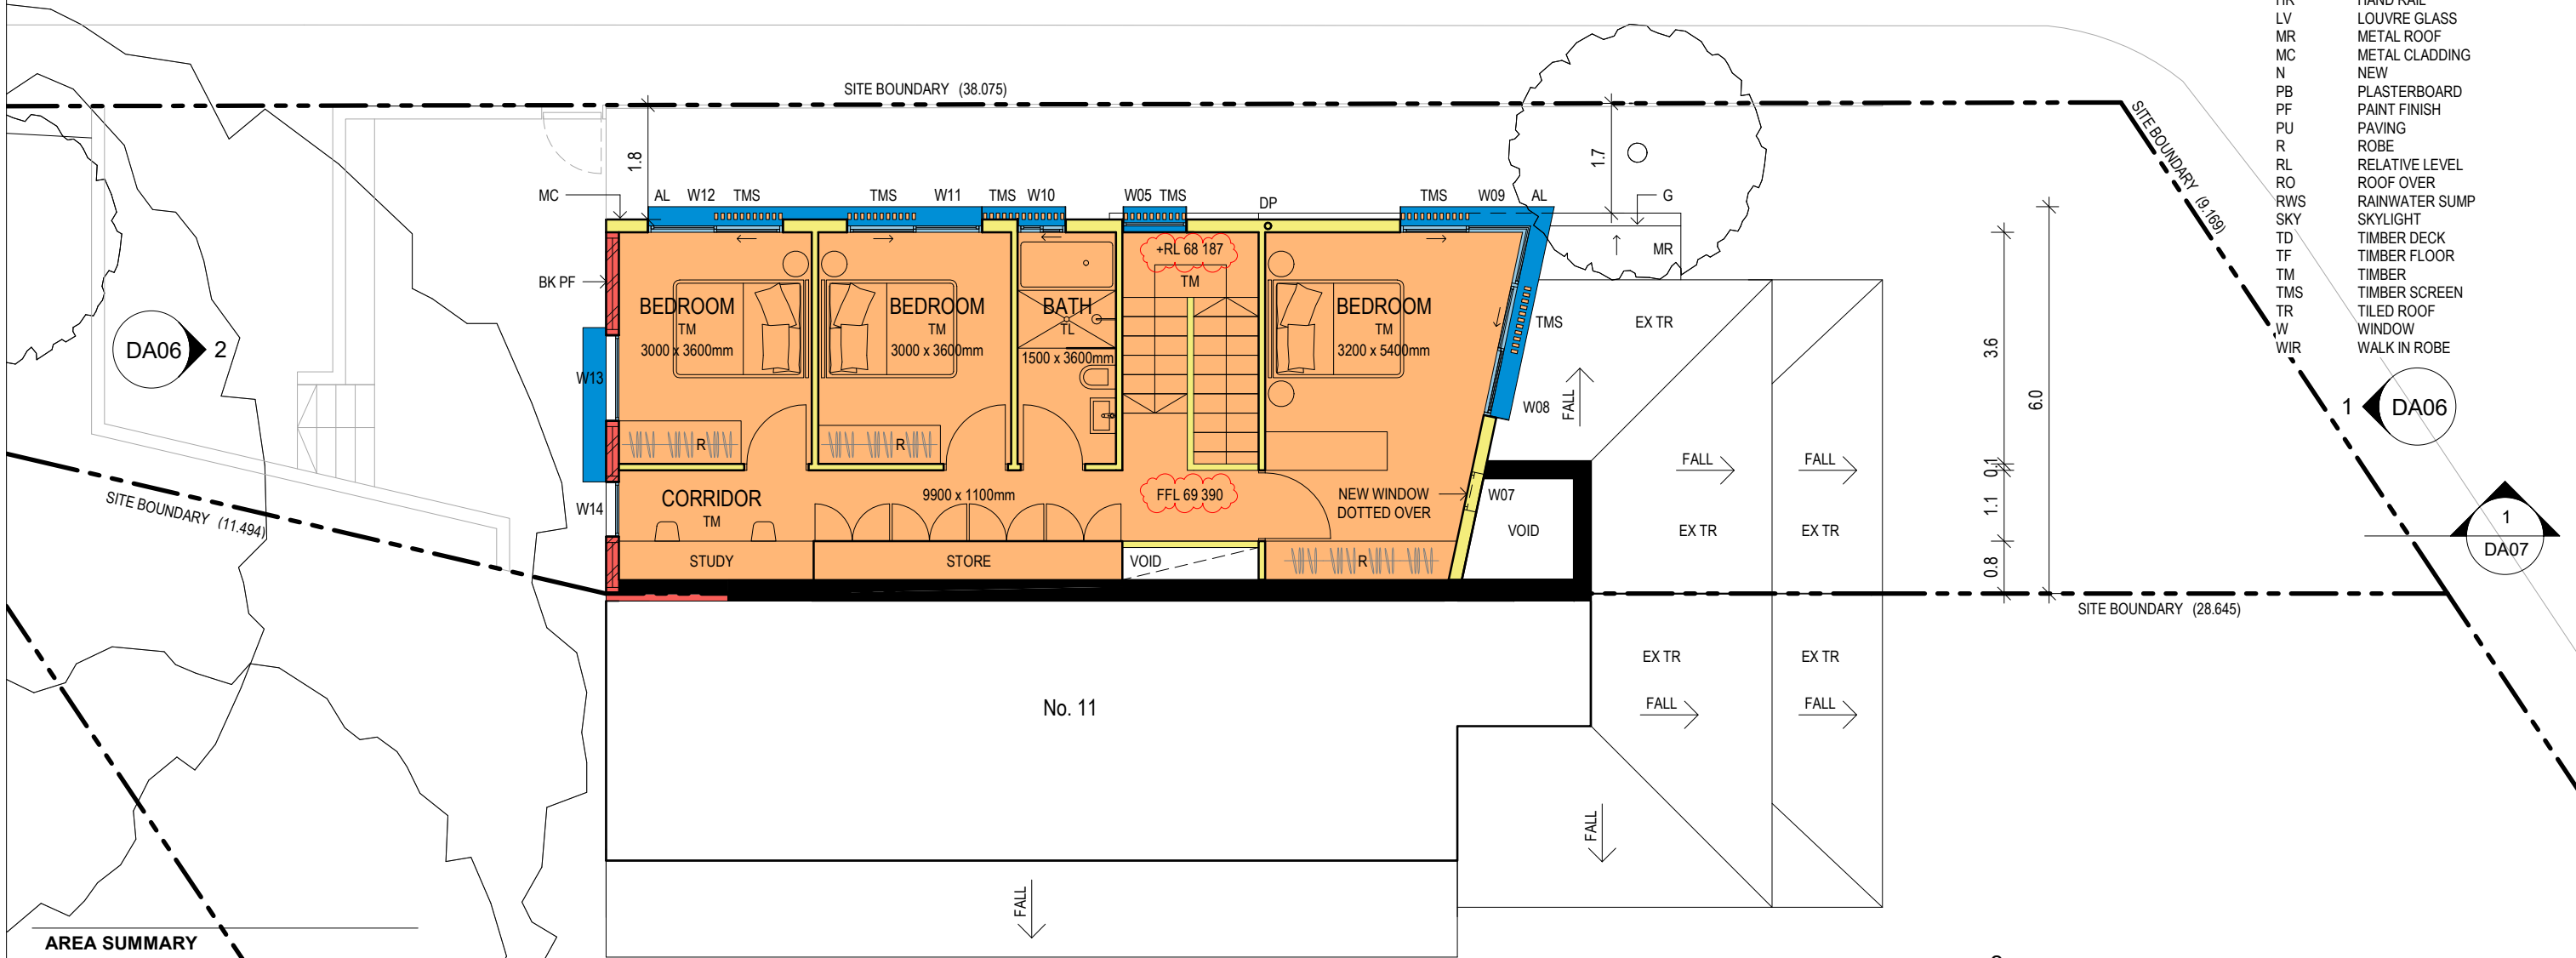 HR HAND RAIL
LV LOUVRE GLASS
MR METAL ROOF
MC METAL CLADDING
N NEW
PB PLASTERBOARD
PF PAINT FINISH
PU PAVING
R ROBE
RL RELATIVE LEVEL
RO ROOF OVER
RWS RAINWATER SUMP
SKY SKYLIGHT
TD TIMBER DECK
TF TIMBER FLOOR
TM TIMBER
TMS TIMBER SCREEN
TR TILED ROOF
W WINDOW
WIR WALK IN ROBE
SITE BOUNDARY (38.075)
SITE BOUNDARY (9.169)
1.8
1.7
MC
AL W12 TMS
TMS W11
TMS W10
W05 TMS
DP
TMS W09 AL
G
MR
BK PF
+RL 68 187
TM
BEDROOM
TM
3000 x 3600mm
BEDROOM
TM
3000 x 3600mm
BATH
TL
1500 x 3600mm
BEDROOM
TM
3200 x 5400mm
TMS
EX TR
DA06 2
W13
W08
FALL
3.6
6.0
1 DA06
R
R
FALL
FALL
0.1
SITE BOUNDARY (11.494)
W14
CORRIDOR
TM
9900 x 1100mm
FFL 69 390
NEW WINDOW
DOTTED OVER
W07
VOID
EX TR
EX TR
1.1
1
DA07
STUDY
STORE
VOID
R
0.8
SITE BOUNDARY (28.645)
EX TR
EX TR
No. 11
FALL
FALL
FALL
FALL
AREA SUMMARY